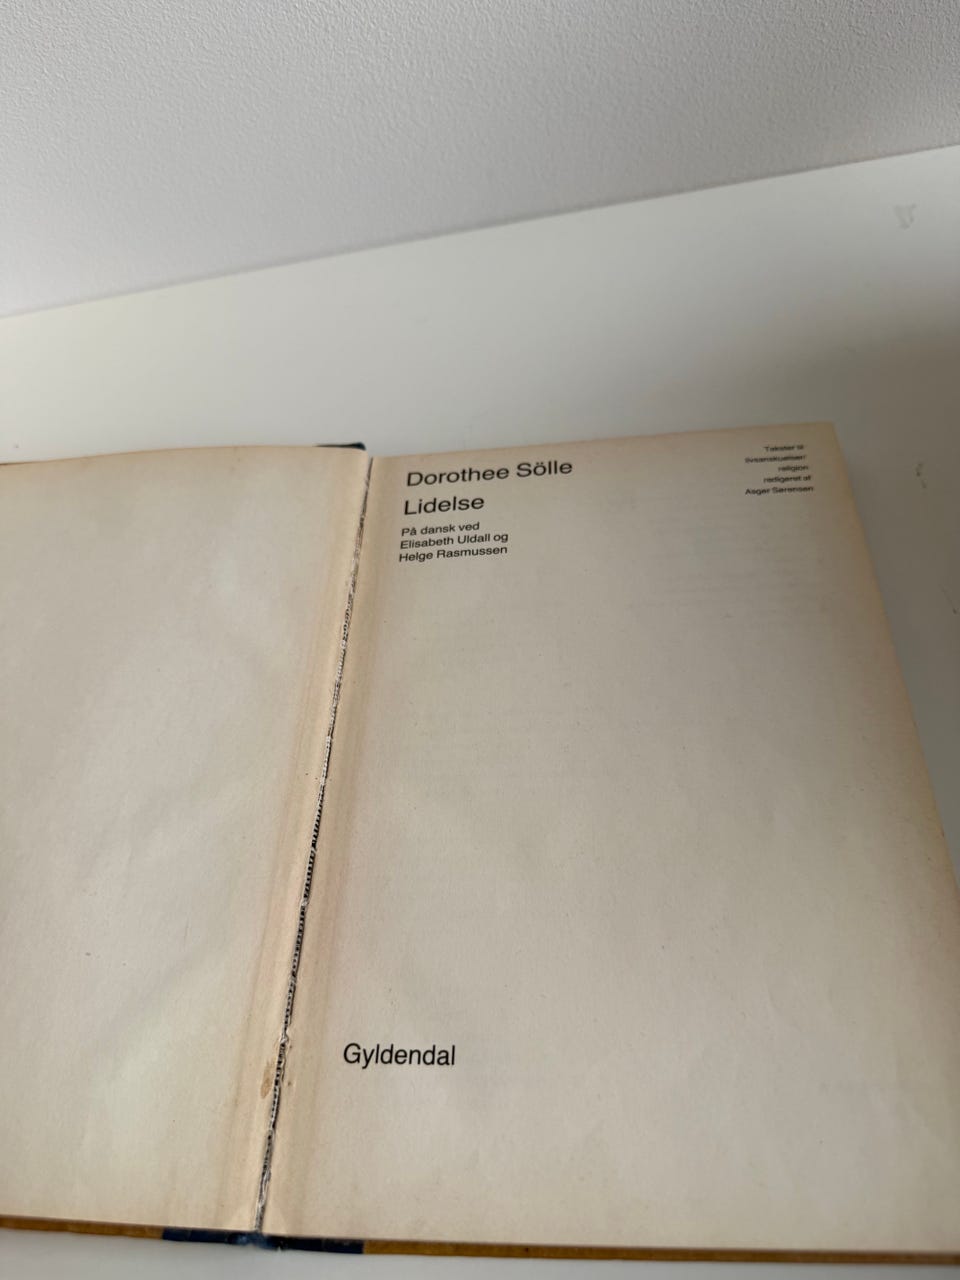 Dorothee Sölle
Lidelse
På dansk ved
Elisabeth Uldall og
Helge Rasmussen
Tekster til
livsanskuelser/
religion
redigeret af
Asger Sørensen
Gyldendal